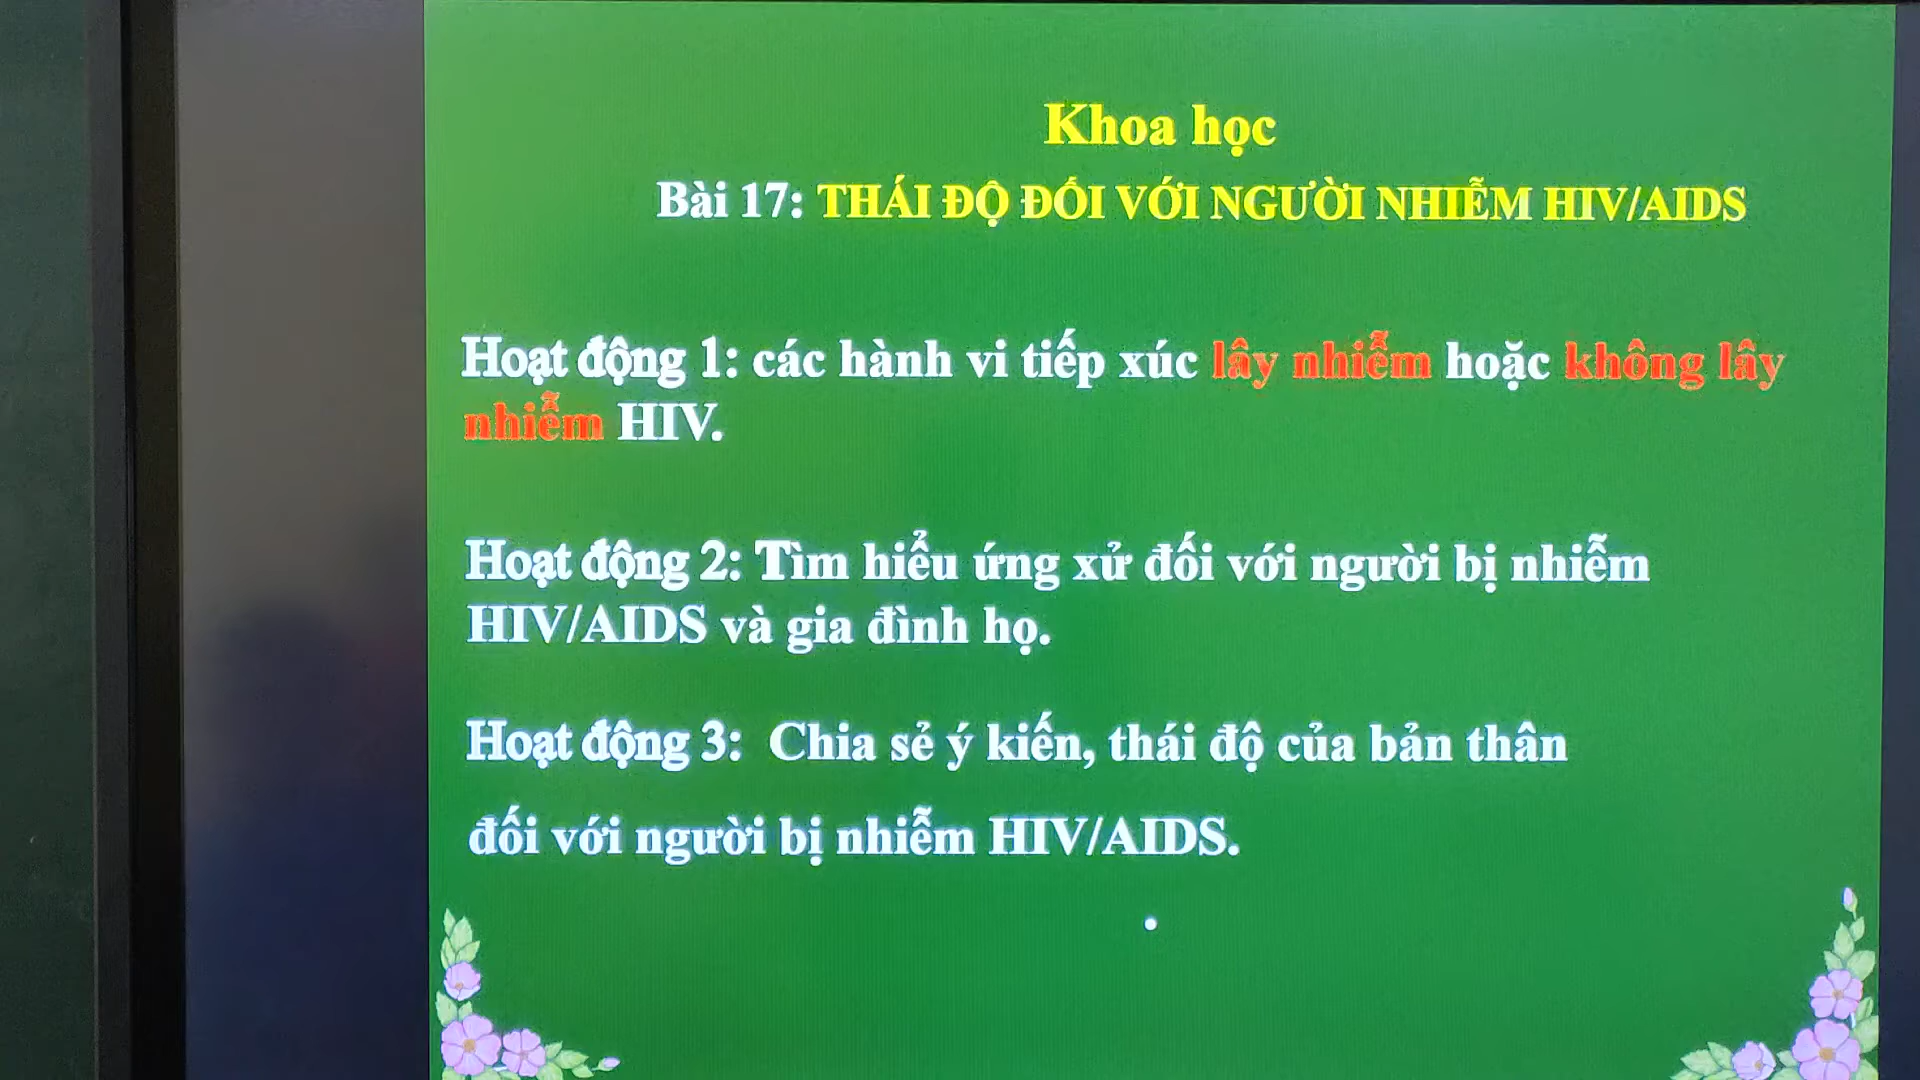 Khoa học
Bài 17: THÁI ĐỘ ĐỐI VỚI NGƯỜI NHIỄM HIV/AIDS
Hoạt động 1: các hành vi tiếp xúc lây nhiễm hoặc không lây
nhiễm HIV.
Hoạt động 2: Tìm hiểu ứng xử đối với người bị nhiễm
HIV/AIDS và gia đình họ.
Hoạt động 3: Chia sẻ ý kiến, thái độ của bản thân
đối với người bị nhiễm HIV/AIDS.